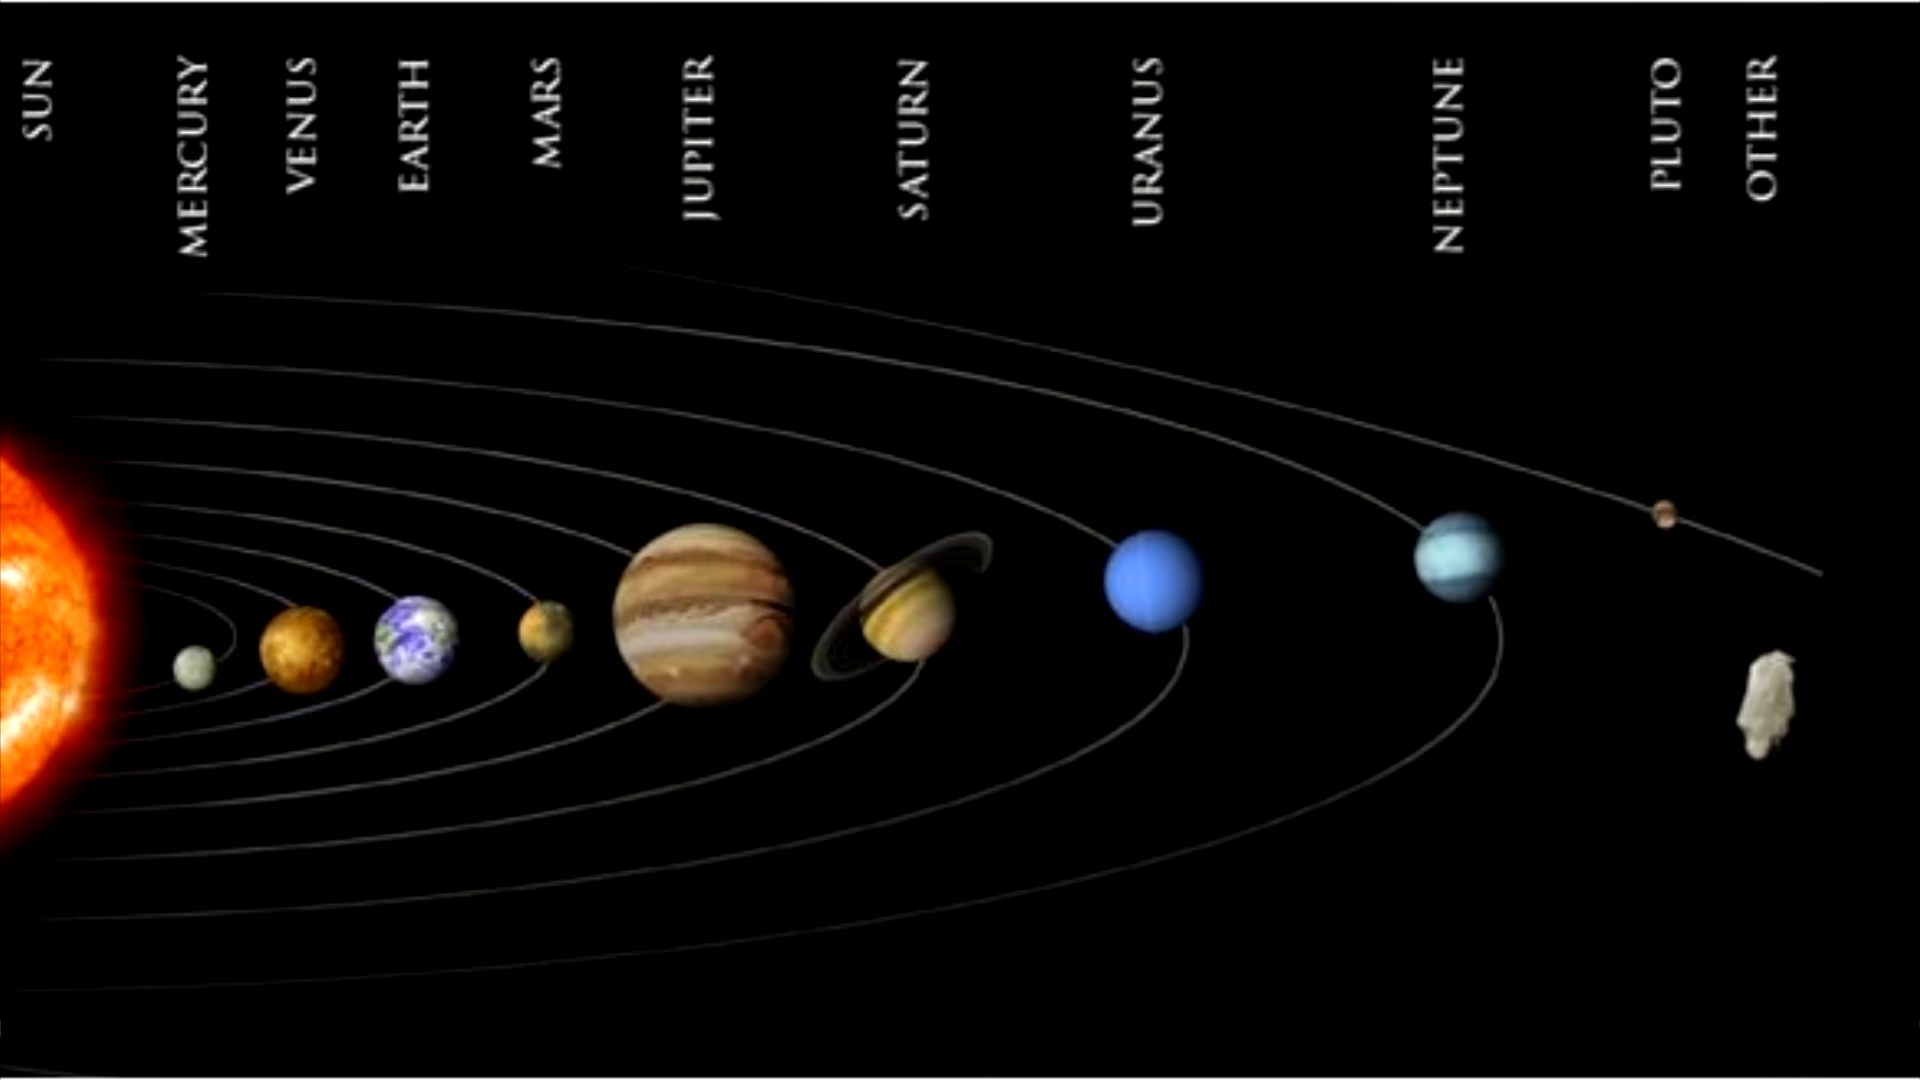 SUN
MERCURY
VENUS
EARTH
MARS
JUPITER
SATURN
URANUS
NEPTUNE
PLUTO
OTHER